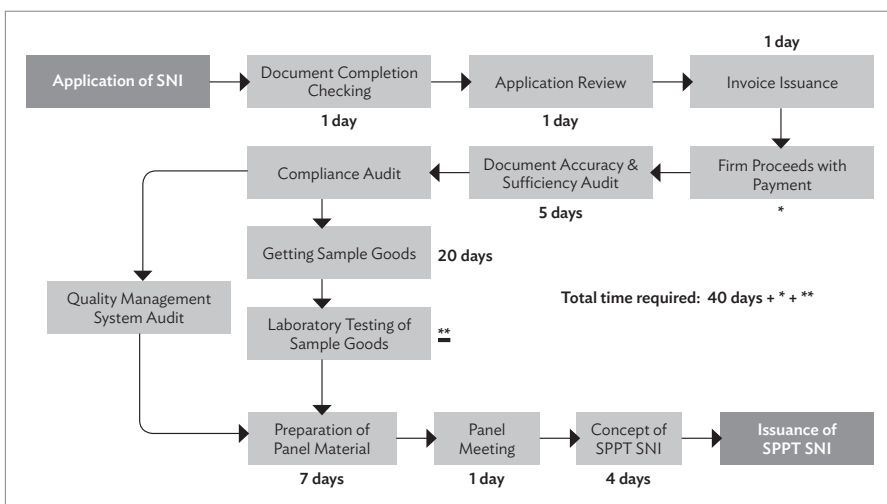 1 day
Application of SNI
Document Completion
Checking
Application Review
Invoice Issuance
1 day
1 day
Compliance Audit
Document Accuracy &
Sufficiency Audit
Firm Proceeds with
Payment
5 days
*
Getting Sample Goods
20 days
Quality Management
System Audit
Total time required: 40 days + * + **
Laboratory Testing of
Sample Goods
**
Preparation of
Panel Material
Panel
Meeting
Concept of
SPPT SNI
Issuance of
SPPT SNI
7 days
1 day
4 days